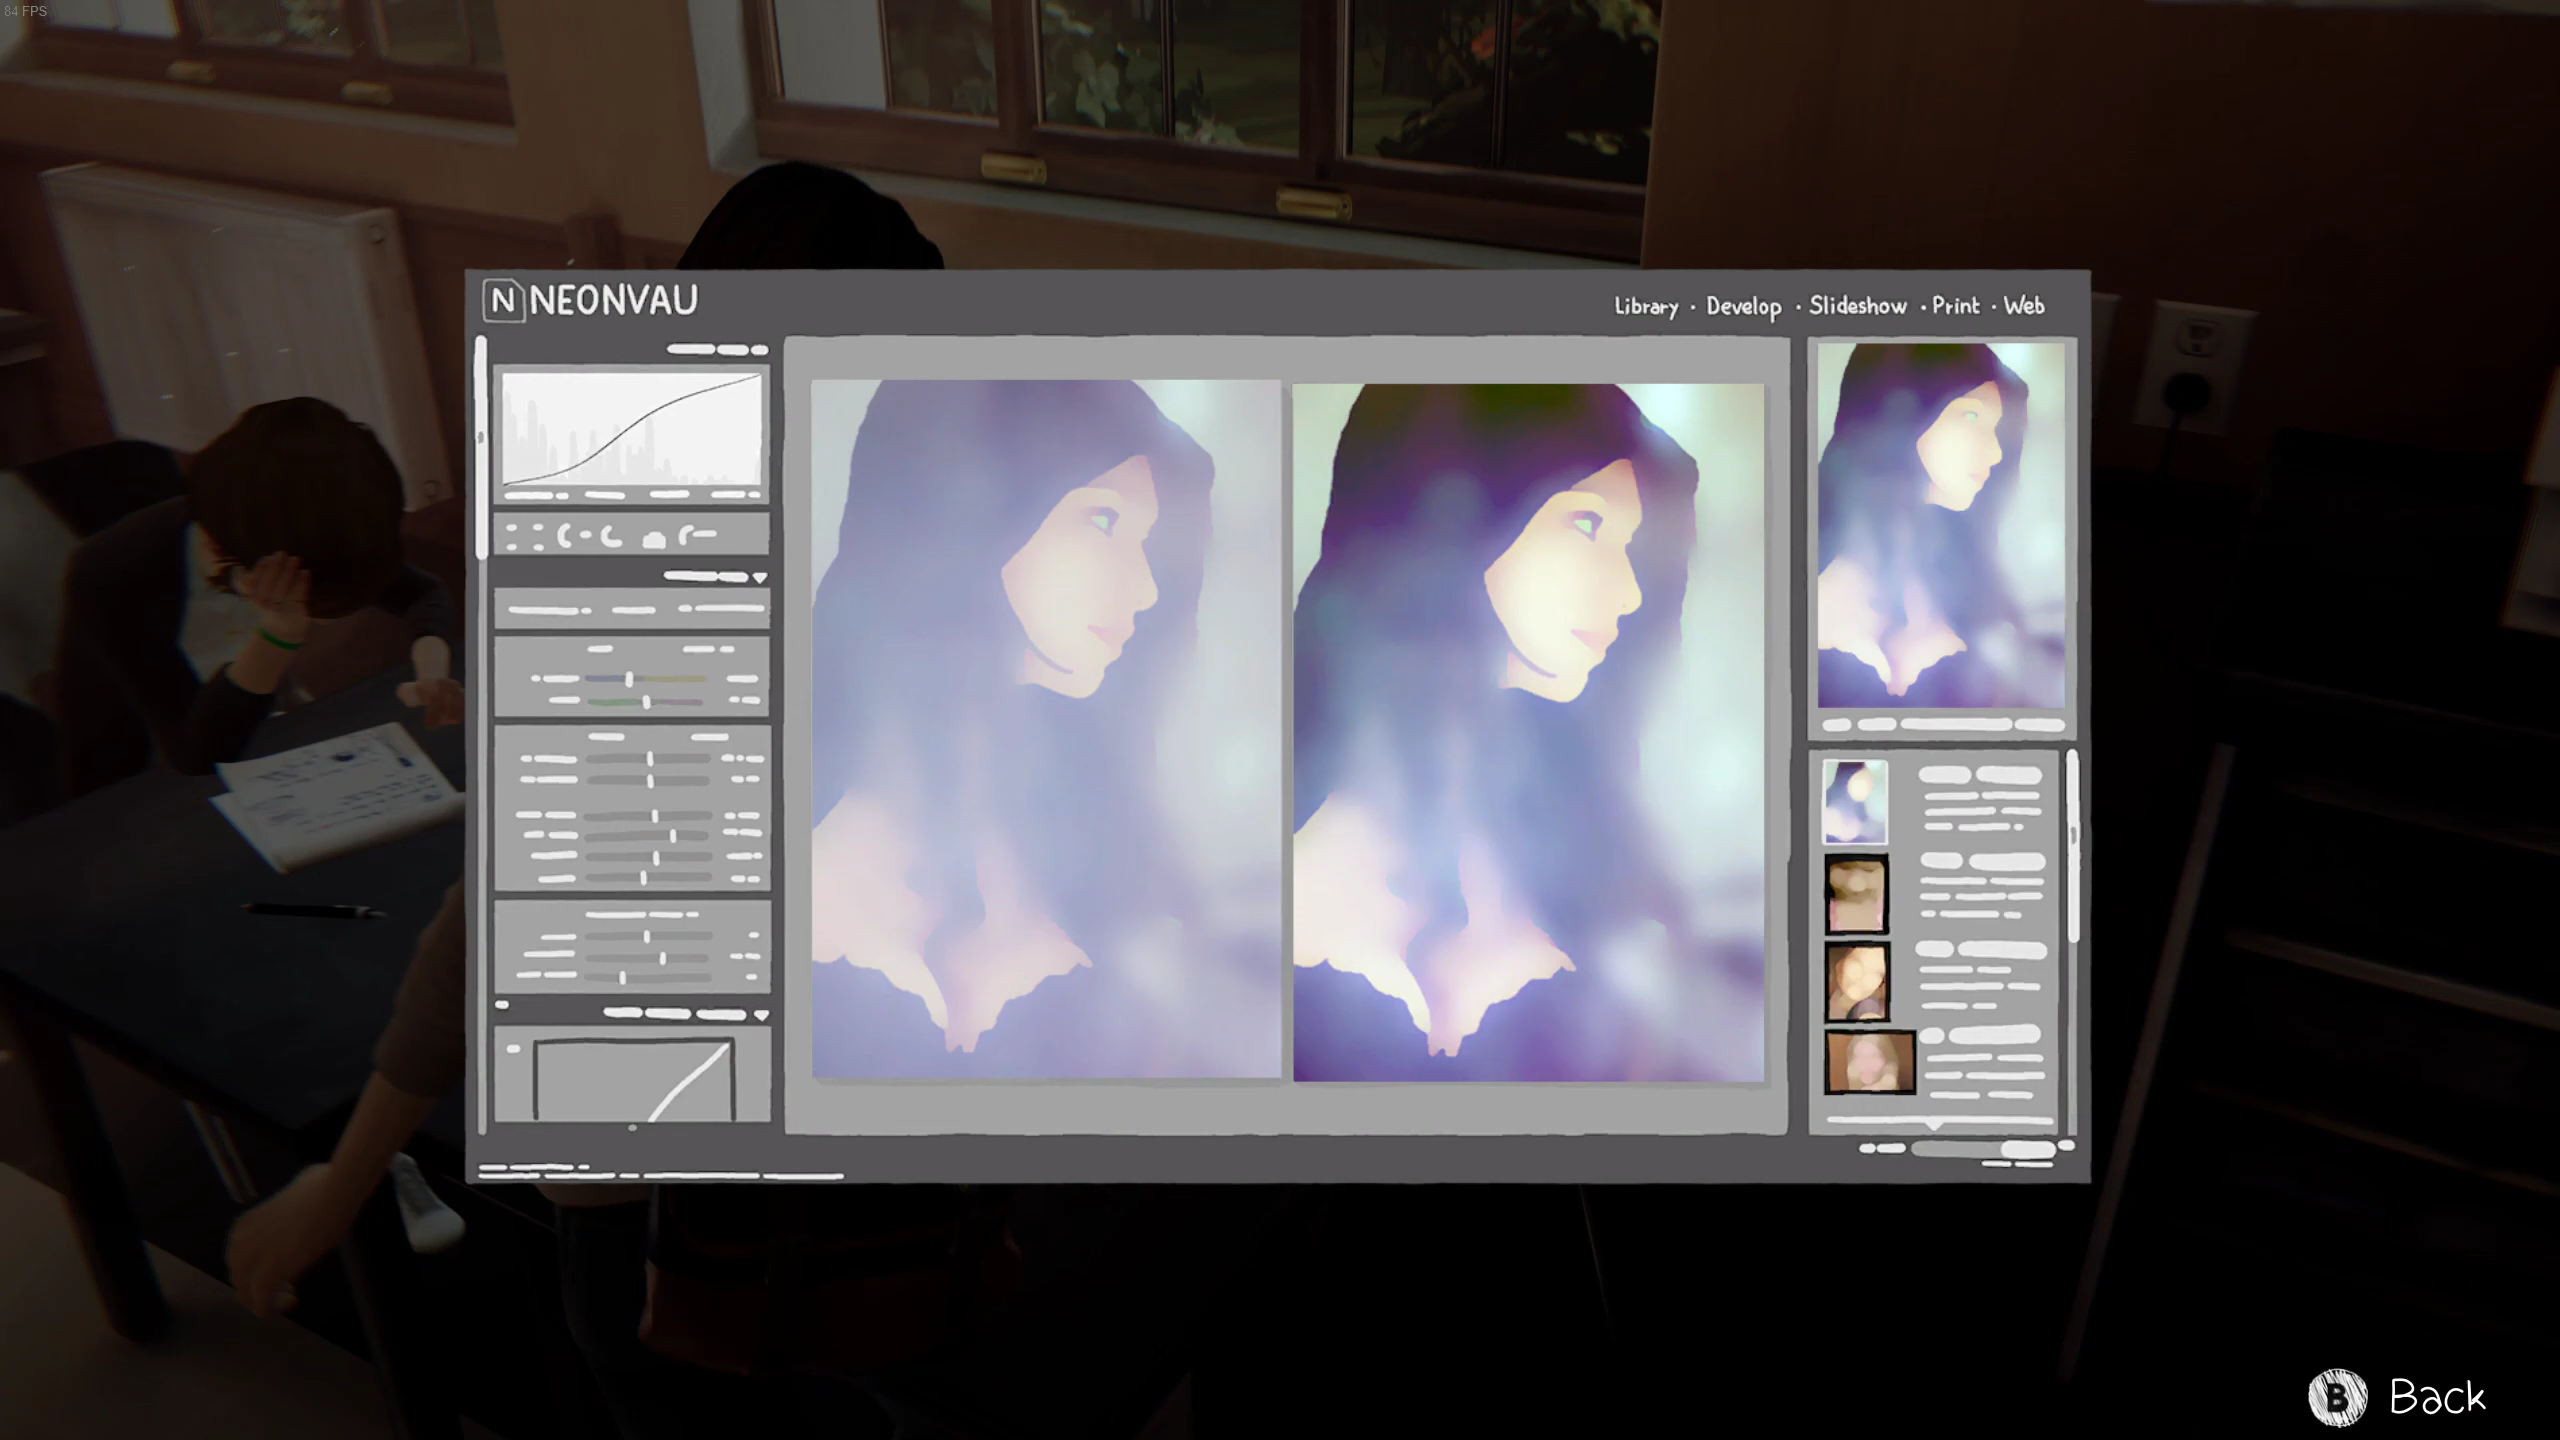 84 FPS
N NEONVAU
Library · Develop · Slideshow · Print · Web
B Back